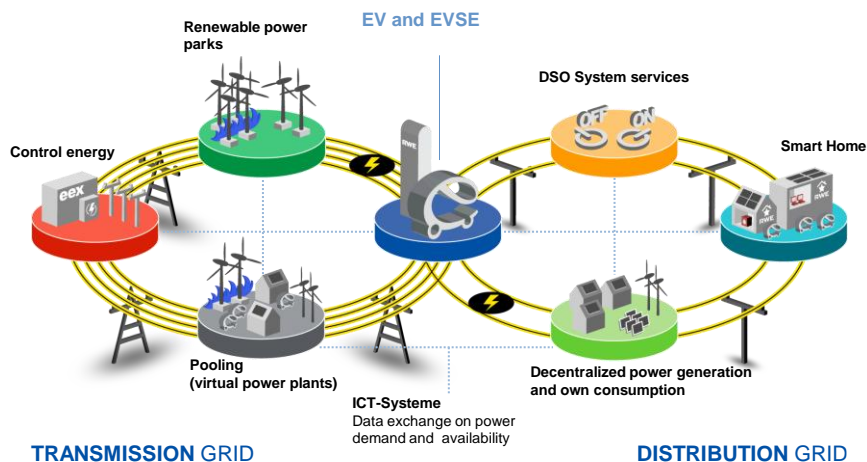 EV and EVSE
Renewable power
parks
DSO System services
OFF
ON
Control energy
Smart Home
RWE
eex
RWE
RWE
Pooling
(virtual power plants)
Decentralized power generation
and own consumption
ICT-Systeme
Data exchange on power
demand and availability
TRANSMISSION GRID
DISTRIBUTION GRID